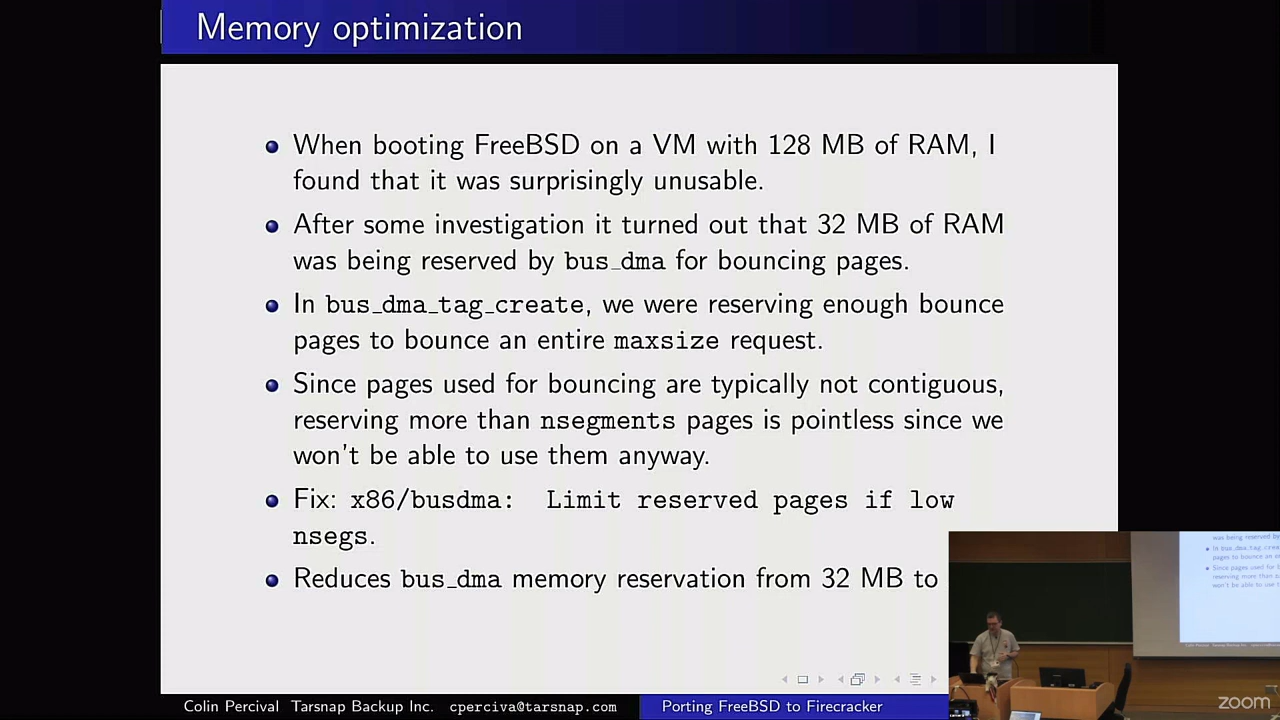 Memory optimization
When booting FreeBSD on a VM with 128 MB of RAM, I
found that it was surprisingly unusable.
After some investigation it turned out that 32 MB of RAM
was being reserved by bus_dma for bouncing pages.
In bus_dma_tag_create, we were reserving enough bounce
pages to bounce an entire maxsize request.
Since pages used for bouncing are typically not contiguous,
reserving more than nsegments pages is pointless since we
won't be able to use them anyway.
Fix: x86/busdma: Limit reserved pages if low
nsegs.
Reduces bus_dma memory reservation from 32 MB to
Colin Percival Tarsnap Backup Inc. cperciva@tarsnap.com Porting FreeBSD to Firecracker
zoom